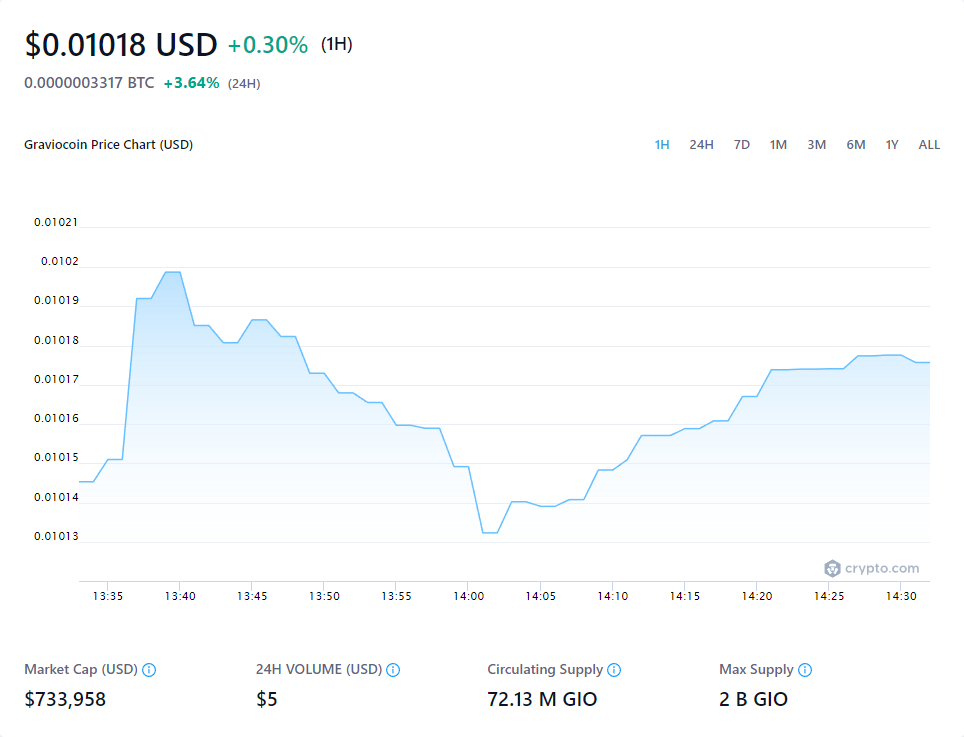 $0.01018 USD +0.30% (1H)
0.0000003317 BTC +3.64% (24H)
Graviocoin Price Chart (USD)
1H 24H 7D 1M 3M 6M 1Y ALL
0.01021
0.0102
0.01019
0.01018
0.01017
0.01016
0.01015
0.01014
0.01013
crypto.com
13:35 13:40 13:45 13:50 13:55 14:00 14:05 14:10 14:15 14:20 14:25 14:30
Market Cap (USD) 24H VOLUME (USD) Circulating Supply Max Supply
$733,958 $5 72.13 M GIO 2 B GIO